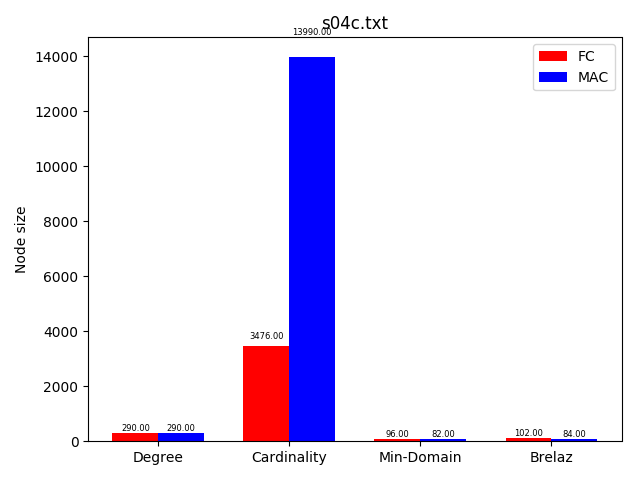 s04c.txt
13990.00
FC
MAC
14000
12000
10000
8000
6000
4000
2000
0
Node size
3476.00
290.00
290.00
96.00
82.00
102.00
84.00
Degree
Cardinality
Min-Domain
Brelaz